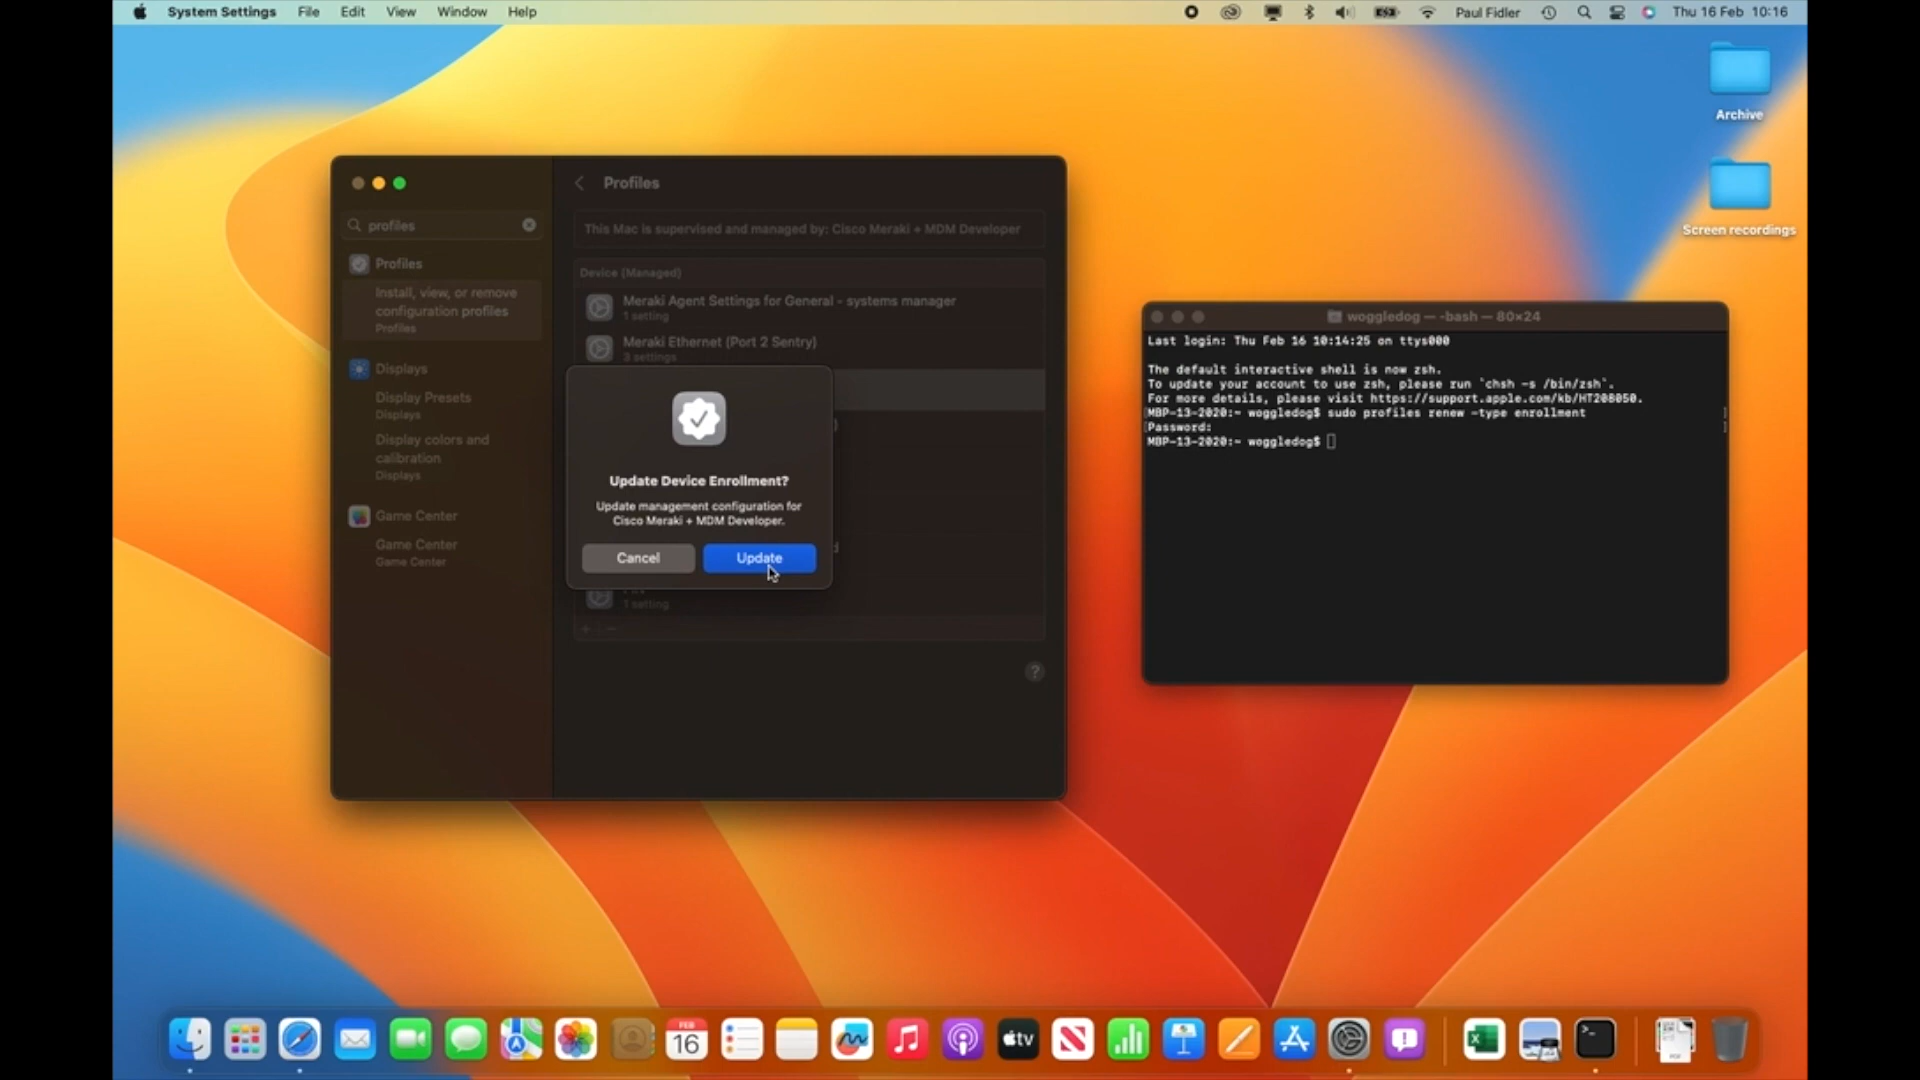 System Settings File Edit View Window Help
Paul Fidler Thu 16 Feb 10:16
Archive
Screen recordings
profiles
Profiles
Install, view, or remove
configuration profiles
Profiles
Displays
Display Presets
Displays
Display colors and
calibration
Displays
Game Center
Game Center
Game Center
Profiles
This Mac is supervised and managed by: Cisco Meraki + MDM Developer
Device (Managed)
Meraki Agent Settings for General - systems manager
1 setting
Meraki Ethernet (Port 2 Sentry)
3 settings
Update Device Enrollment?
Update management configuration for
Cisco Meraki + MDM Developer.
Cancel Update
1 setting
?
woggledog — -bash — 80×24
Last login: Thu Feb 16 10:14:25 on ttys000
The default interactive shell is now zsh.
To update your account to use zsh, please run `chsh -s /bin/zsh`.
For more details, please visit https://support.apple.com/kb/HT208050.
MBP-13-2020:~ woggledog$ sudo profiles renew -type enrollment
Password:
MBP-13-2020:~ woggledog$
FEB
16
tv